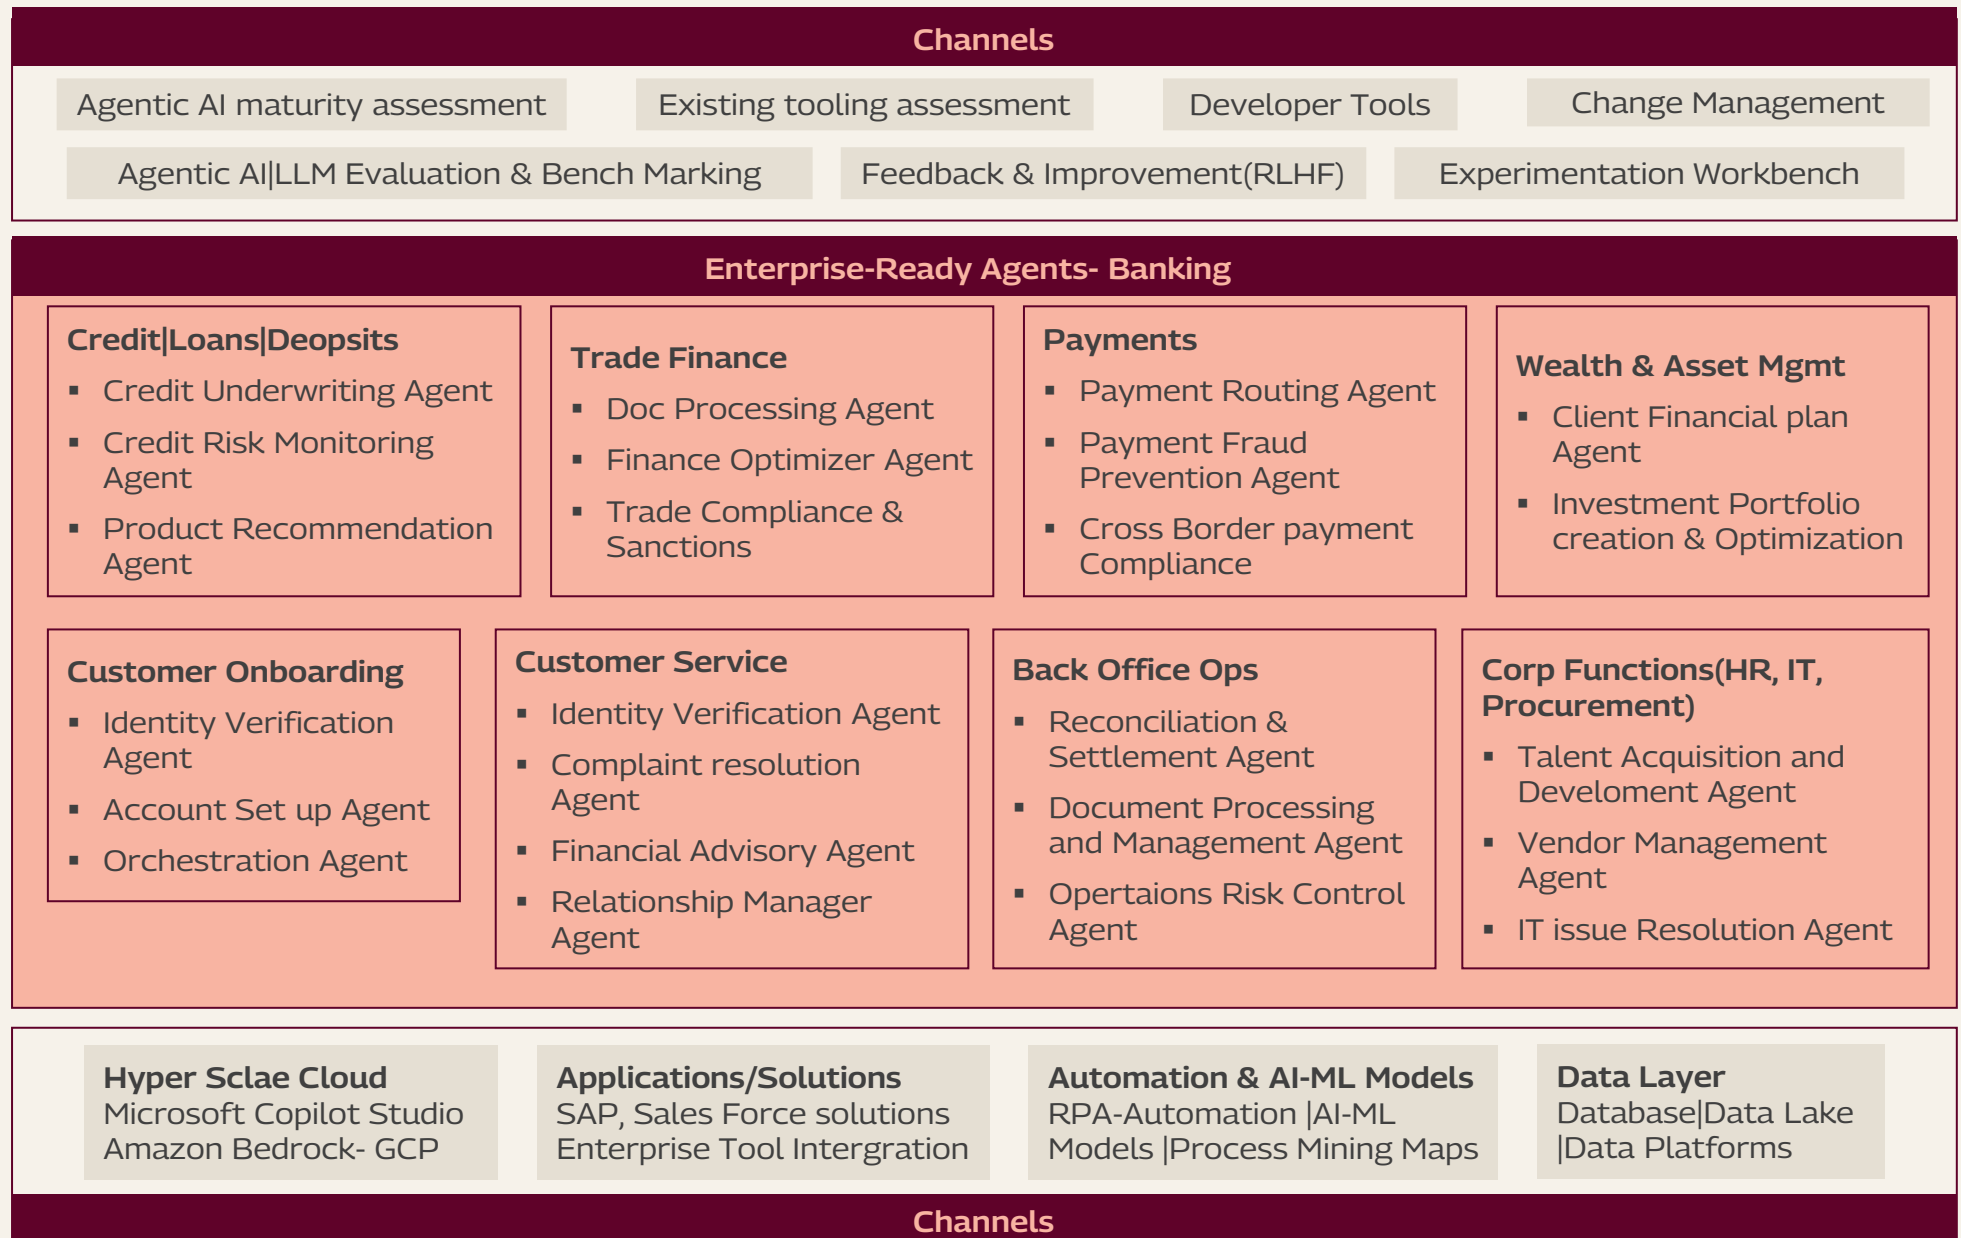 Channels
Agentic AI maturity assessment
Existing tooling assessment
Developer Tools
Change Management
Agentic AI|LLM Evaluation & Bench Marking
Feedback & Improvement(RLHF)
Experimentation Workbench
Enterprise-Ready Agents- Banking
Credit|Loans|Deopsits
▪ Credit Underwriting Agent
▪ Credit Risk Monitoring
Agent
▪ Product Recommendation
Agent
Trade Finance
▪ Doc Processing Agent
▪ Finance Optimizer Agent
▪ Trade Compliance &
Sanctions
Payments
▪ Payment Routing Agent
▪ Payment Fraud
Prevention Agent
▪ Cross Border payment
Compliance
Wealth & Asset Mgmt
▪ Client Financial plan
Agent
▪ Investment Portfolio
creation & Optimization
Customer Onboarding
▪ Identity Verification
Agent
▪ Account Set up Agent
▪ Orchestration Agent
Customer Service
▪ Identity Verification Agent
▪ Complaint resolution
Agent
▪ Financial Advisory Agent
▪ Relationship Manager
Agent
Back Office Ops
▪ Reconciliation &
Settlement Agent
▪ Document Processing
and Management Agent
▪ Opertaions Risk Control
Agent
Corp Functions(HR, IT,
Procurement)
▪ Talent Acquisition and
Develoment Agent
▪ Vendor Management
Agent
▪ IT issue Resolution Agent
Hyper Sclae Cloud
Microsoft Copilot Studio
Amazon Bedrock- GCP
Applications/Solutions
SAP, Sales Force solutions
Enterprise Tool Intergration
Automation & AI-ML Models
RPA-Automation |AI-ML
Models |Process Mining Maps
Data Layer
Database|Data Lake
|Data Platforms
Channels